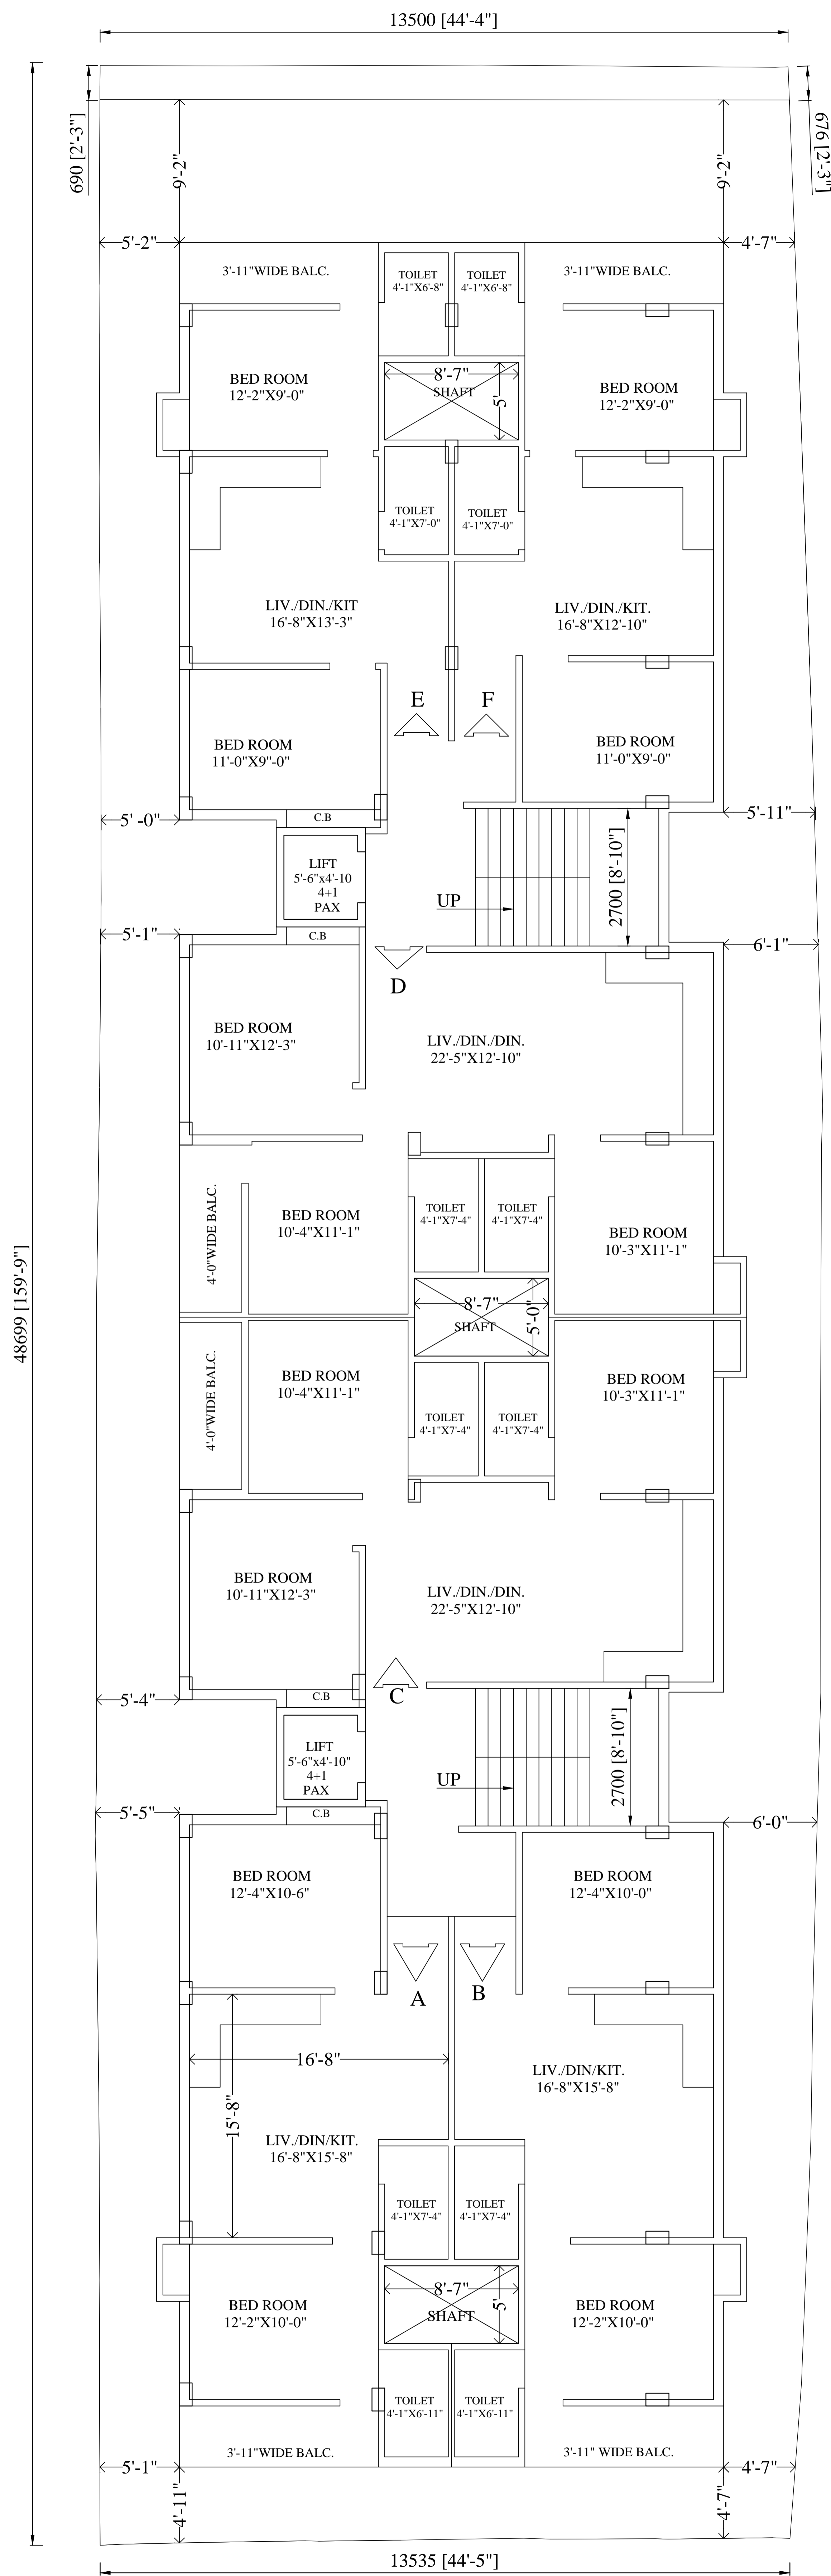 13500 [44'-4"]
690 [2'-3"]
676 [2'-3"]
9'-2"
9'-2"
5'-2"
4'-7"
3'-11"WIDE BALC.
TOILET
4'-1"X6'-8"
TOILET
4'-1"X6'-8"
3'-11"WIDE BALC.
BED ROOM
12'-2"X9'-0"
8'-7"
SHAFT
5'
BED ROOM
12'-2"X9'-0"
TOILET
4'-1"X7'-0"
TOILET
4'-1"X7'-0"
LIV./DIN./KIT
16'-8"X13'-3"
LIV./DIN./KIT.
16'-8"X12'-10"
E
F
BED ROOM
11'-0"X9"-0"
BED ROOM
11'-0"X9'-0"
5' -0"
C.B
5'-11"
LIFT
5'-6"x4'-10
4+1
PAX
UP
2700 [8'-10"]
5'-1"
C.B
6'-1"
D
BED ROOM
10'-11"X12'-3"
LIV./DIN./DIN.
22'-5"X12'-10"
4'-0"WIDE BALC.
BED ROOM
10'-4"X11'-1"
TOILET
4'-1"X7'-4"
TOILET
4'-1"X7'-4"
BED ROOM
10'-3"X11'-1"
48699 [159'-9"]
8'-7"
SHAFT
5'-0"
4'-0"WIDE BALC.
BED ROOM
10'-4"X11'-1"
BED ROOM
10'-3"X11'-1"
TOILET
4'-1"X7'-4"
TOILET
4'-1"X7'-4"
BED ROOM
10'-11"X12'-3"
LIV./DIN./DIN.
22'-5"X12'-10"
C
5'-4"
C.B
LIFT
5'-6"x4'-10"
4+1
PAX
UP
2700 [8'-10"]
5'-5"
C.B
6'-0"
BED ROOM
12'-4"X10-6"
BED ROOM
12'-4"X10'-0"
A
B
16'-8"
15'-8"
LIV./DIN/KIT.
16'-8"X15'-8"
LIV./DIN/KIT.
16'-8"X15'-8"
TOILET
4'-1"X7'-4"
TOILET
4'-1"X7'-4"
BED ROOM
12'-2"X10'-0"
8'-7"
SHAFT
5'
BED ROOM
12'-2"X10'-0"
TOILET
4'-1"X6'-11"
TOILET
4'-1"X6'-11"
3'-11"WIDE BALC.
3'-11" WIDE BALC.
5'-1"
4'-7"
4'-11"
4'-7"
13535 [44'-5"]